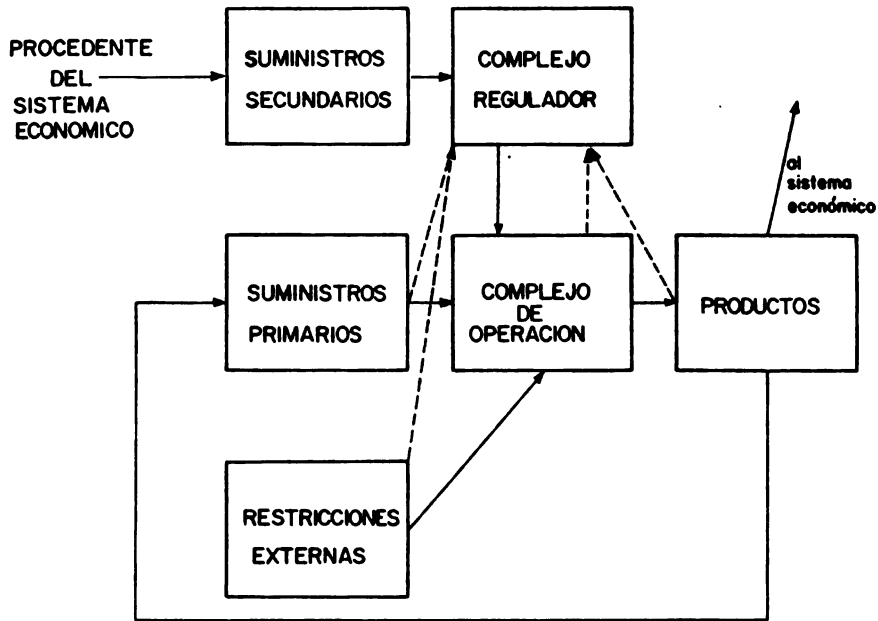 PROCEDENTE
DEL
SISTEMA
ECONOMICO
SUMINISTROS
SECUNDARIOS
COMPLEJO
REGULADOR
al
sistema
económico
SUMINISTROS
PRIMARIOS
COMPLEJO
DE
OPERACION
PRODUCTOS
RESTRICCIONES
EXTERNAS